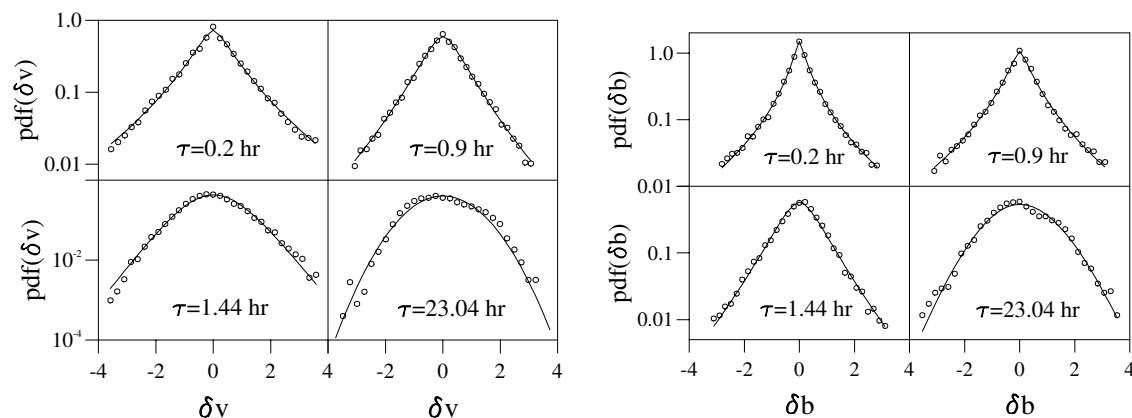 1.0
0.1
0.01
pdf(δv)
τ=0.2 hr
τ=0.9 hr
10⁻²
10⁻⁴
pdf(δv)
τ=1.44 hr
τ=23.04 hr
-4 -2 0 2 4 -2 0 2 4
δv δv
1.0
0.1
0.01
pdf(δb)
τ=0.2 hr
τ=0.9 hr
0.1
0.01
pdf(δb)
τ=1.44 hr
τ=23.04 hr
-4 -2 0 2 4 -2 0 2 4
δb δb